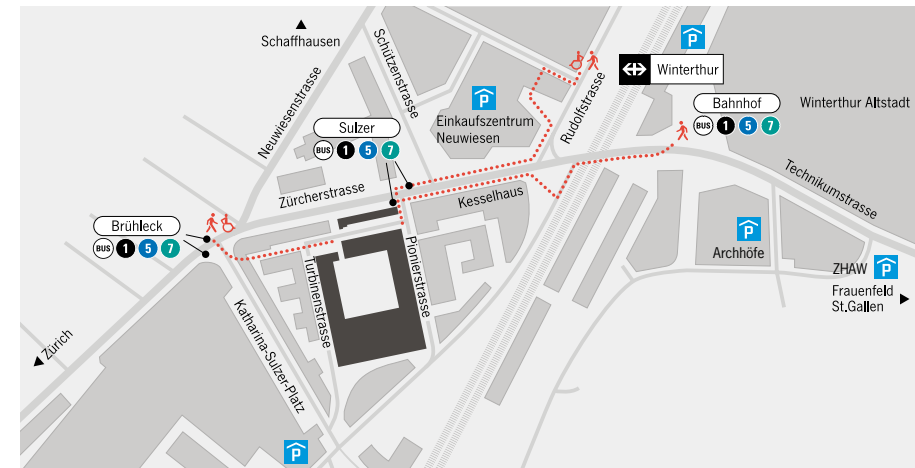 Schaffhausen
Neuwiesenstrasse
Schützenstrasse
P
Einkaufszentrum
Neuwiesen
Rudolfstrasse
P
Winterthur
Bahnhof
BUS 1 5 7
Winterthur Altstadt
Sulzer
BUS 1 5 7
Zürcherstrasse
Kesselhaus
Technikumstrasse
Brühleck
BUS 1 5 7
Turbinenstrasse
Pionierstrasse
P
Archhöfe
ZHAW P
Frauenfeld
St.Gallen
Zürich
Katharina-Sulzer-Platz
P